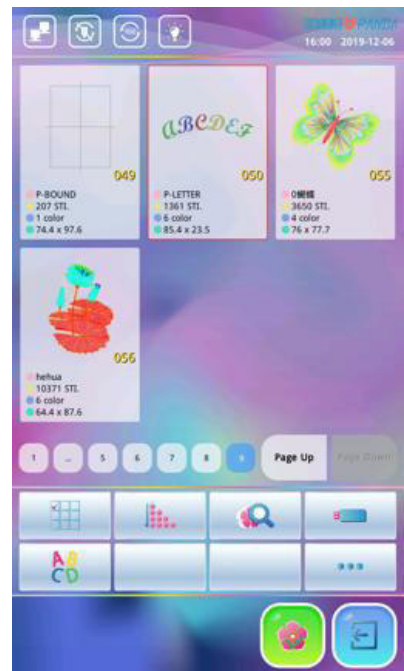 16:00 2019-12-06
049
P-BOUND
207 STI.
1 color
74.4 x 97.6
ABCDEF
050
P-LETTER
1361 STI.
6 color
85.4 x 23.5
055
0蝴蝶
3650 STI.
4 color
76 x 77.7
056
hehua
10371 STI.
6 color
64.4 x 87.6
1 ... 5 6 7 8 9 Page Up Page Down
AB
CD